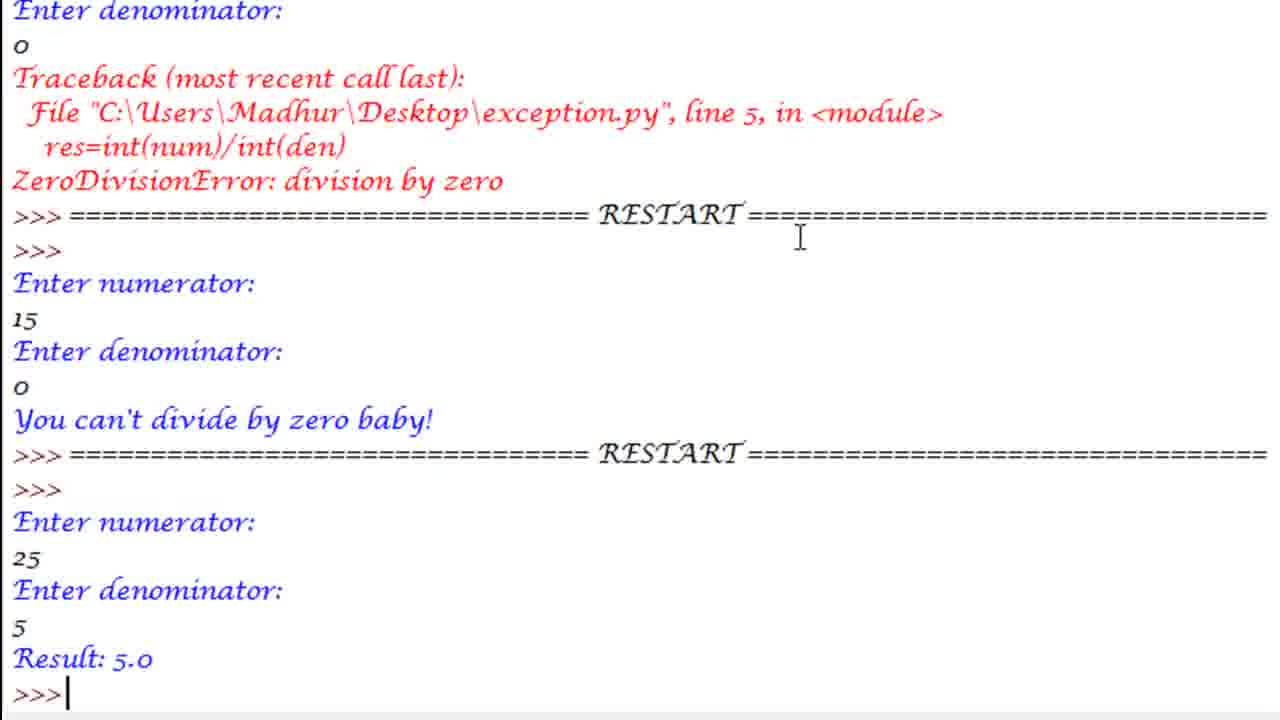 Enter denominator:
0
Traceback (most recent call last):
  File "C:\Users\Madhur\Desktop\exception.py", line 5, in <module>
    res=int(num)/int(den)
ZeroDivisionError: division by zero
>>> ================================ RESTART ================================
>>>
Enter numerator:
15
Enter denominator:
0
You can't divide by zero baby!
>>> ================================ RESTART ================================
>>>
Enter numerator:
25
Enter denominator:
5
Result: 5.0
>>>